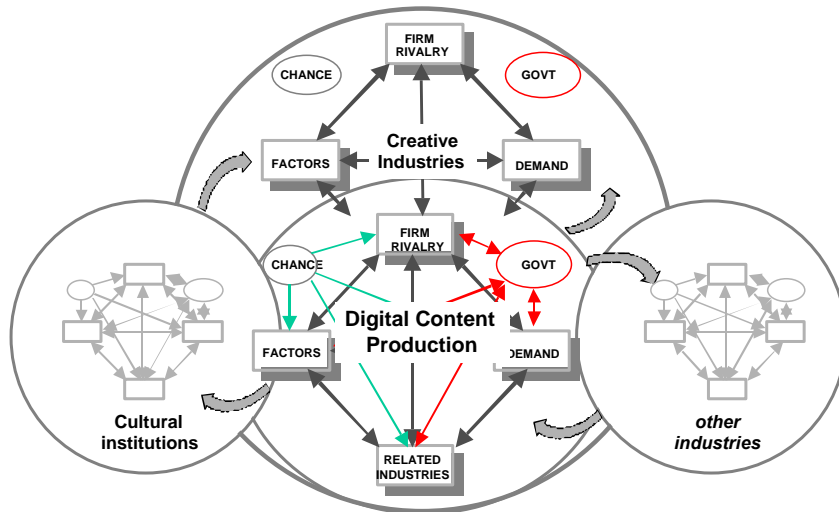 FIRM
RIVALRY
CHANCE
GOVT
Creative
Industries
FACTORS
DEMAND
FIRM
RIVALRY
CHANCE
GOVT
Digital Content
Production
FACTORS
DEMAND
Cultural
institutions
other
industries
RELATED
INDUSTRIES